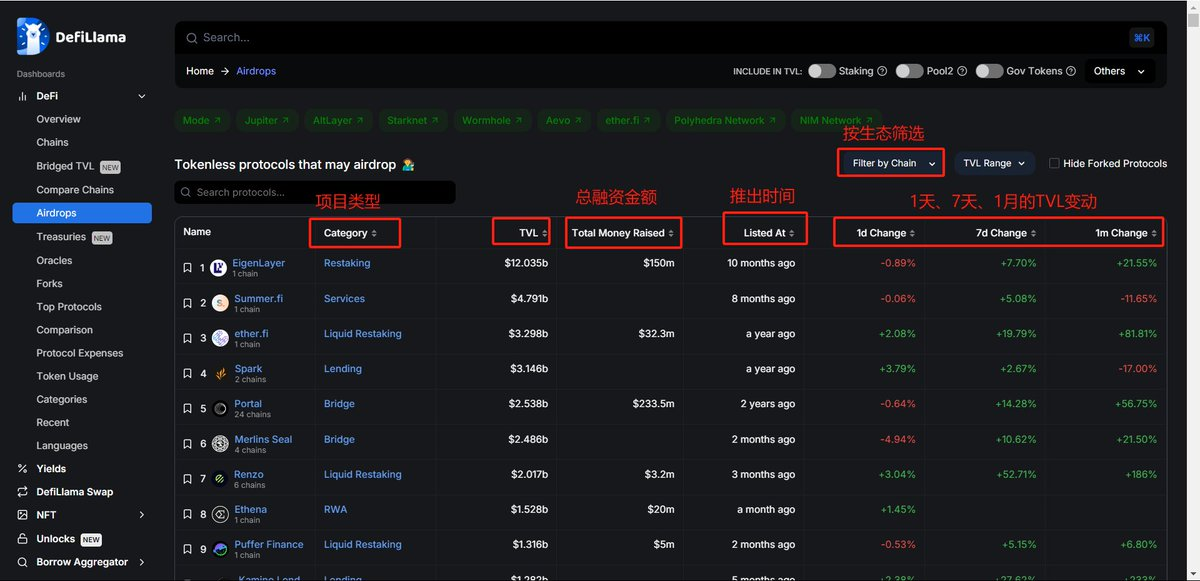 DefiLlama
Search...
⌘K
Dashboards
Home → Airdrops
INCLUDE IN TVL: Staking Pool2 Gov Tokens Others
DeFi
Overview
Chains
Bridged TVL NEW
Compare Chains
Airdrops
Treasuries NEW
Oracles
Forks
Top Protocols
Comparison
Protocol Expenses
Token Usage
Categories
Recent
Languages
Yields
DefiLlama Swap
NFT
Unlocks NEW
Borrow Aggregator
Mode ↗ Jupiter ↗ AltLayer ↗ Starknet ↗ Wormhole ↗ Aevo ↗ ether.fi ↗ Polyhedra Network ↗ NIM Network ↗
按生态筛选
Tokenless protocols that may airdrop
Filter by Chain TVL Range Hide Forked Protocols
Search protocols...
项目类型 总融资金额 推出时间 1天、7天、1月的TVL变动
Name Category TVL Total Money Raised Listed At 1d Change 7d Change 1m Change
1 EigenLayer Restaking $12.035b $150m 10 months ago -0.89% +7.70% +21.55%
1 chain
2 Summer.fi Services $4.791b 8 months ago -0.06% +5.08% -11.65%
1 chain
3 ether.fi Liquid Restaking $3.298b $32.3m a year ago +2.08% +19.79% +81.81%
1 chain
4 Spark Lending $3.146b a year ago +3.79% +2.67% -17.00%
2 chains
5 Portal Bridge $2.538b $233.5m 2 years ago -0.64% +14.28% +56.75%
24 chains
6 Merlins Seal Bridge $2.486b 2 months ago -4.94% +10.62% +21.50%
4 chains
7 Renzo Liquid Restaking $2.017b $3.2m 3 months ago +3.04% +52.71% +186%
6 chains
8 Ethena RWA $1.528b $20m a month ago +1.45%
1 chain
9 Puffer Finance Liquid Restaking $1.316b $5m 2 months ago -0.53% +5.15% +6.80%
1 chain
Kamino Lend Lending $1.282b 5 months ago +2.38% +27.62% +233%